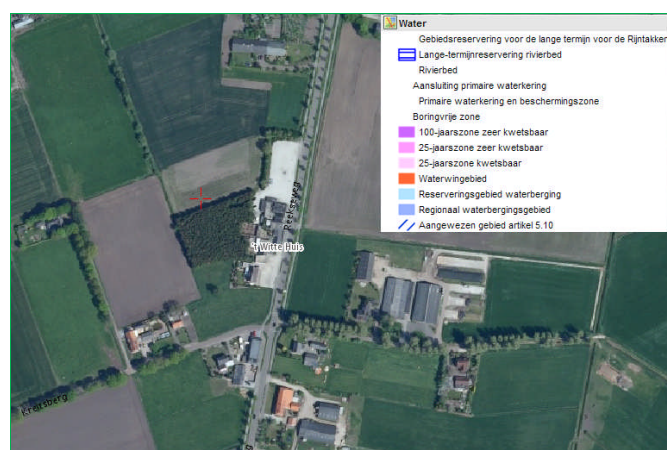 Water
Gebiedsreservering voor de lange termijn voor de Rijntakken
Lange-termijnreservering rivierbed
Rivierbed
Aansluiting primaire waterkering
Primaire waterkering en beschermingszone
Boringvrije zone
100-jaarszone zeer kwetsbaar
25-jaarszone zeer kwetsbaar
25-jaarszone kwetsbaar
Waterwingebied
Reserveringsgebied waterberging
Regionaal waterbergingsgebied
Aangewezen gebied artikel 5.10
Reekseweg
't Witte Huis
Kreitsberg
g